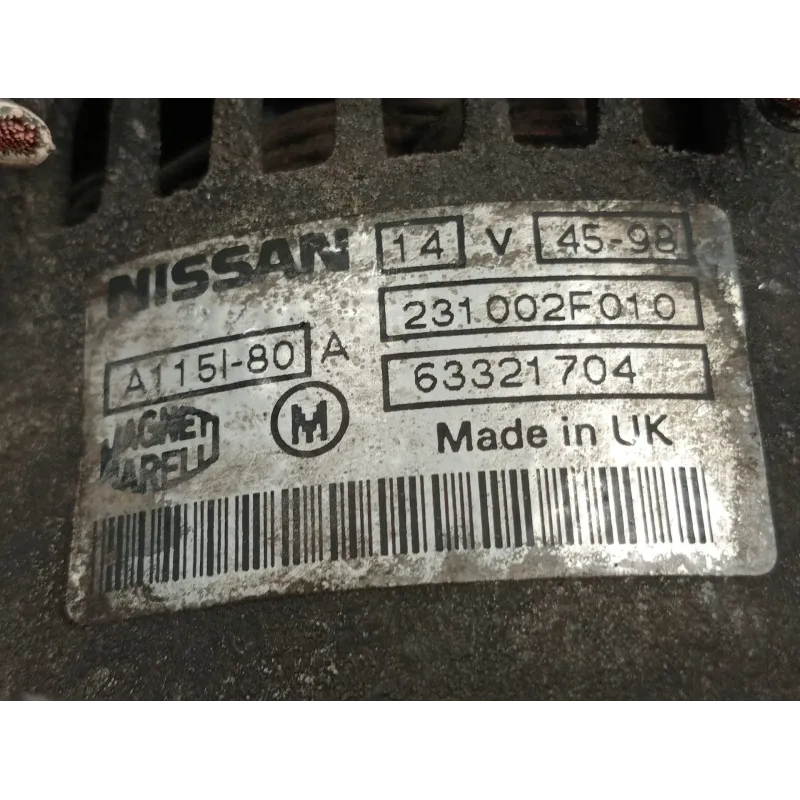 NISSAN 14 V 45-98
231002F010
A115I-80 A
63321704
MAGNETI
MARELLI
M
Made in UK